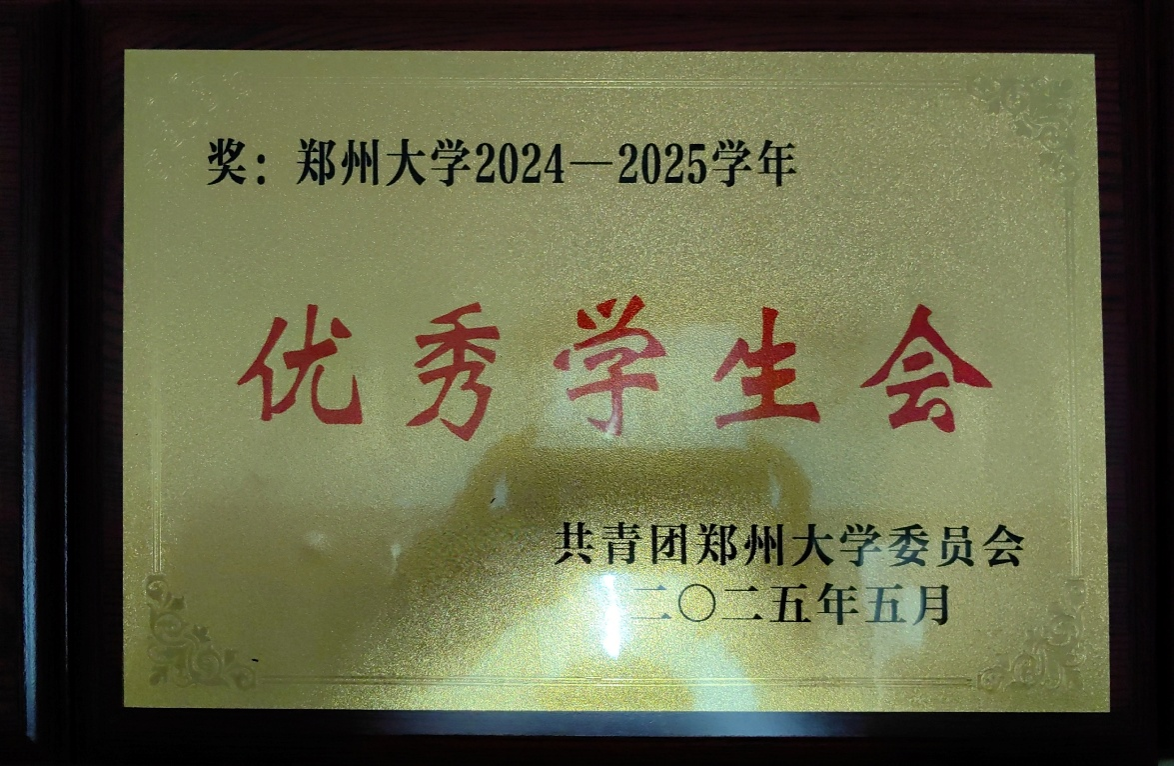 奖：郑州大学2024—2025学年
优秀学生会
共青团郑州大学委员会
二〇二五年五月